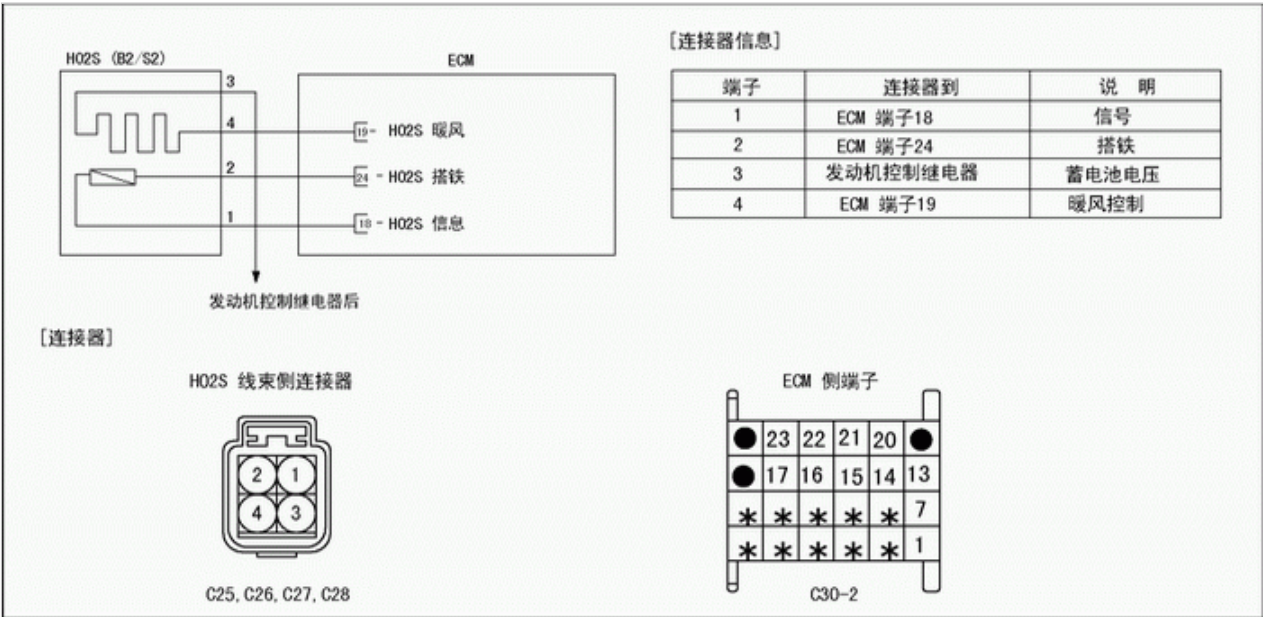 HO2S (B2/S2)
ECM
3
4
19 - HO2S 暖风
2
24 - HO2S 搭铁
1
18 - HO2S 信息
发动机控制继电器后
[连接器信息]
端子 连接器到 说 明
1 ECM 端子18 信号
2 ECM 端子24 搭铁
3 发动机控制继电器 蓄电池电压
4 ECM 端子19 暖风控制
[连接器]
HO2S 线束侧连接器
2 1
4 3
C25, C26, C27, C28
ECM 侧端子
● 23 22 21 20 ●
● 17 16 15 14 13
* * * * * 7
* * * * * 1
C30-2